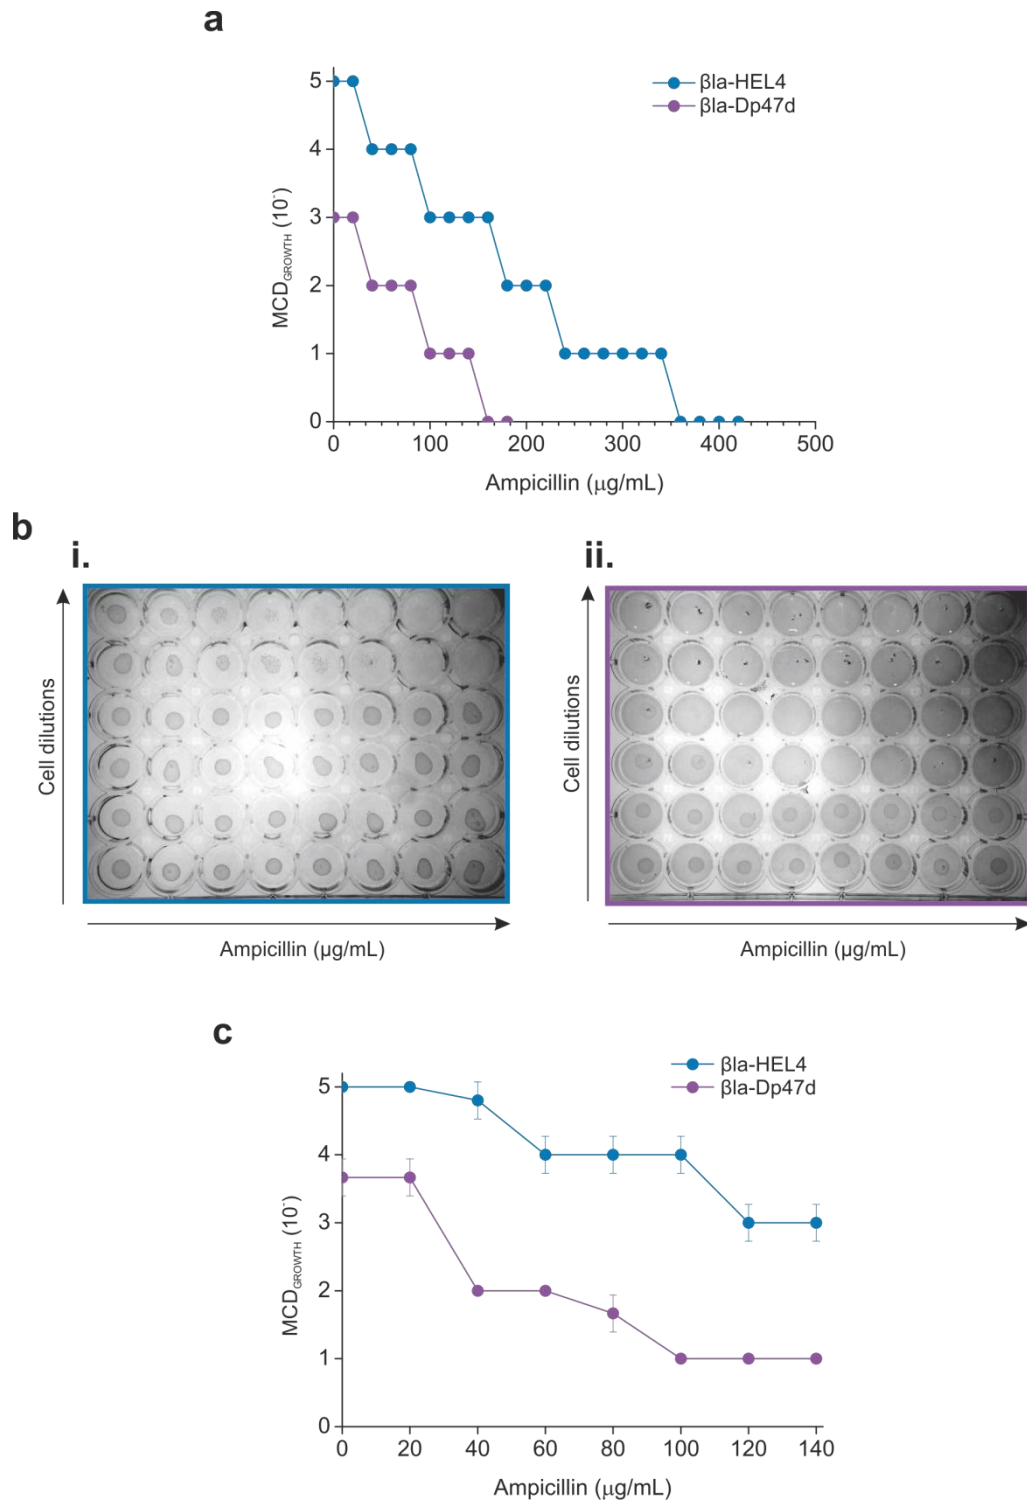 a
βla-HEL4
βla-Dp47d
MCD_GROWTH (10⁻)
5
4
3
2
1
0
0 100 200 300 400 500
Ampicillin (μg/mL)
b
i.
ii.
Cell dilutions
Cell dilutions
Ampicillin (μg/mL)
Ampicillin (μg/mL)
c
βla-HEL4
βla-Dp47d
MCD_GROWTH (10⁻)
5
4
3
2
1
0
0 20 40 60 80 100 120 140
Ampicillin (μg/mL)